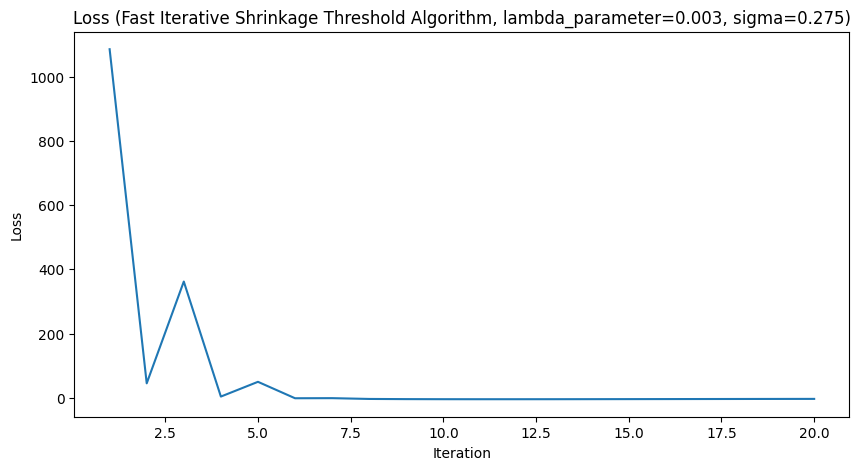 Loss (Fast Iterative Shrinkage Threshold Algorithm, lambda_parameter=0.003, sigma=0.275)
1000
800
600
400
200
0
Loss
2.5 5.0 7.5 10.0 12.5 15.0 17.5 20.0
Iteration